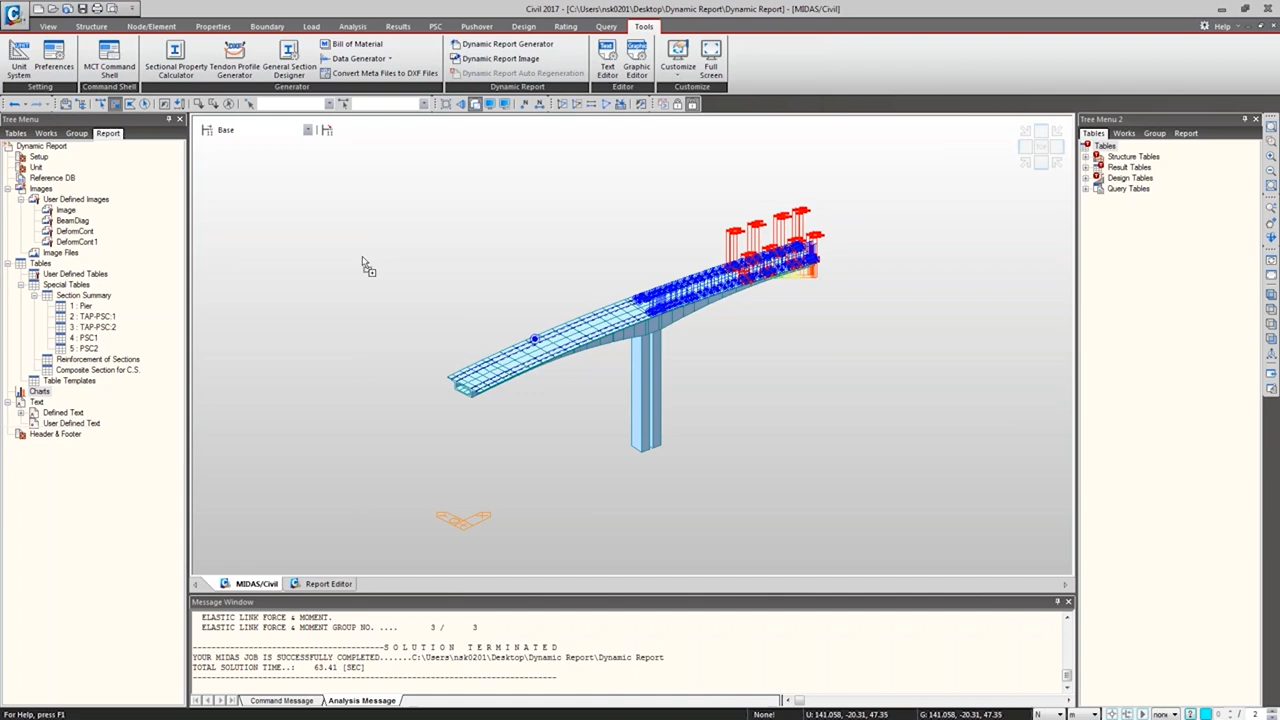 Civil 2017 - [C:\Users\nsk0201\Desktop\Dynamic Report\Dynamic Report] - [MIDAS/Civil]
View Structure Node/Element Properties Boundary Load Analysis Results PSC Pushover Design Rating Query Tools Help
Unit System
Preferences
MCT Command Shell
Sectional Property Calculator
Tendon Profile Generator
General Section Designer
Bill of Material
Data Generator
Convert Meta Files to DXF Files
Dynamic Report Generator
Dynamic Report Image
Dynamic Report Auto Regeneration
Text Editor
Graphic Editor
Customize
Full Screen
Setting Command Shell Generator Dynamic Report Editor Customize
Tree Menu
Tables Works Group Report
Dynamic Report
Setup
Unit
Reference DB
Images
User Defined Images
Image
BeamDiag
DeformCont
DeformCont1
Image Files
Tables
User Defined Tables
Special Tables
Section Summary
1 : Pier
2 : TAP-PSC:1
3 : TAP-PSC:2
4 : PSC1
5 : PSC2
Reinforcement of Sections
Composite Section for C.S.
Table Templates
Charts
Text
Defined Text
User Defined Text
Header & Footer
Base
Tree Menu 2
Tables Works Group Report
Tables
Structure Tables
Result Tables
Design Tables
Query Tables
MIDAS/Civil Report Editor
Message Window
ELASTIC LINK FORCE & MOMENT.
ELASTIC LINK FORCE & MOMENT GROUP NO. .... 3 / 3
S O L U T I O N   T E R M I N A T E D
YOUR MIDAS JOB IS SUCCESSFULLY COMPLETED......C:\Users\nsk0201\Desktop\Dynamic Report\Dynamic Report
TOTAL SOLUTION TIME..: 63.41 [SEC]
Command Message Analysis Message
For Help, press F1
None!
U: 141.058, -20.31, 47.35
G: 141.058, -20.31, 47.35
N
m
none
0
/ 2